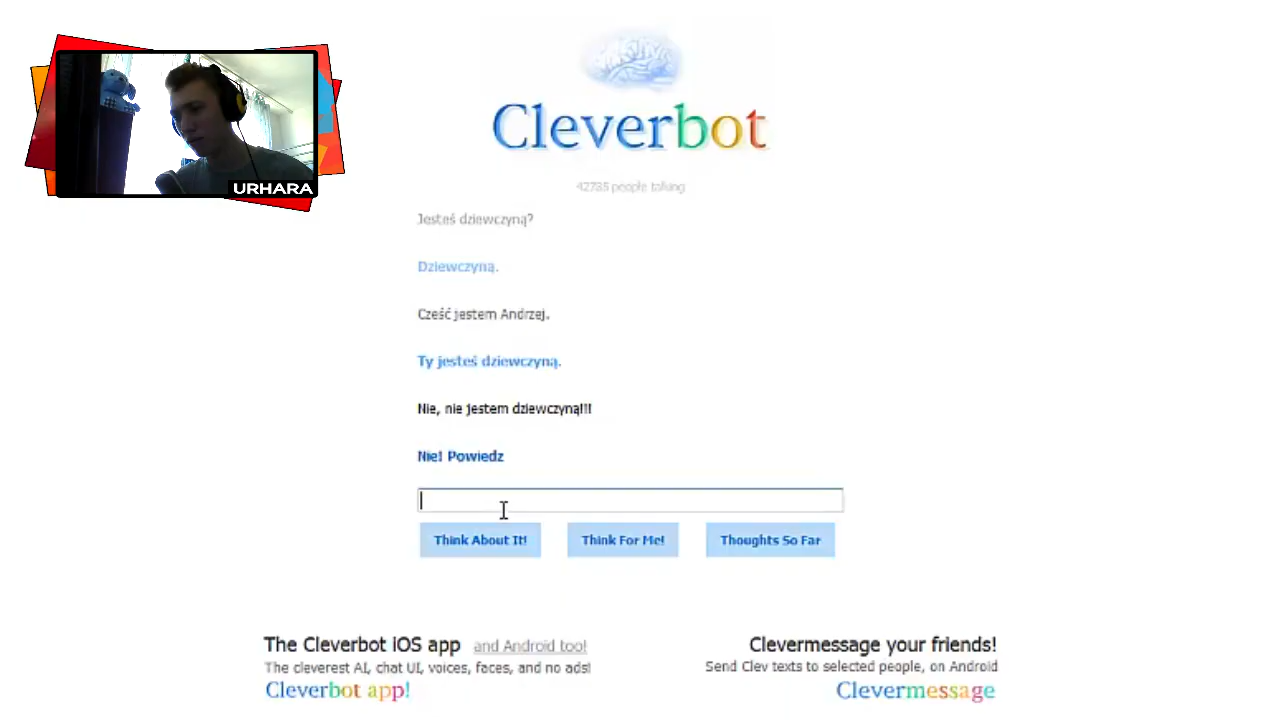 URHARA
Cleverbot
42785 people talking
Jesteś dziewczyną?
Dziewczyną.
Cześć jestem Andrzej.
Ty jesteś dziewczyną.
Nie, nie jestem dziewczyną!!!
Nie! Powiedz
Think About It!
Think For Me!
Thoughts So Far
The Cleverbot iOS app and Android too!
The cleverest AI, chat UI, voices, faces, and no ads!
Cleverbot app!
Clevermessage your friends!
Send Clev texts to selected people, on Android
Clevermessage